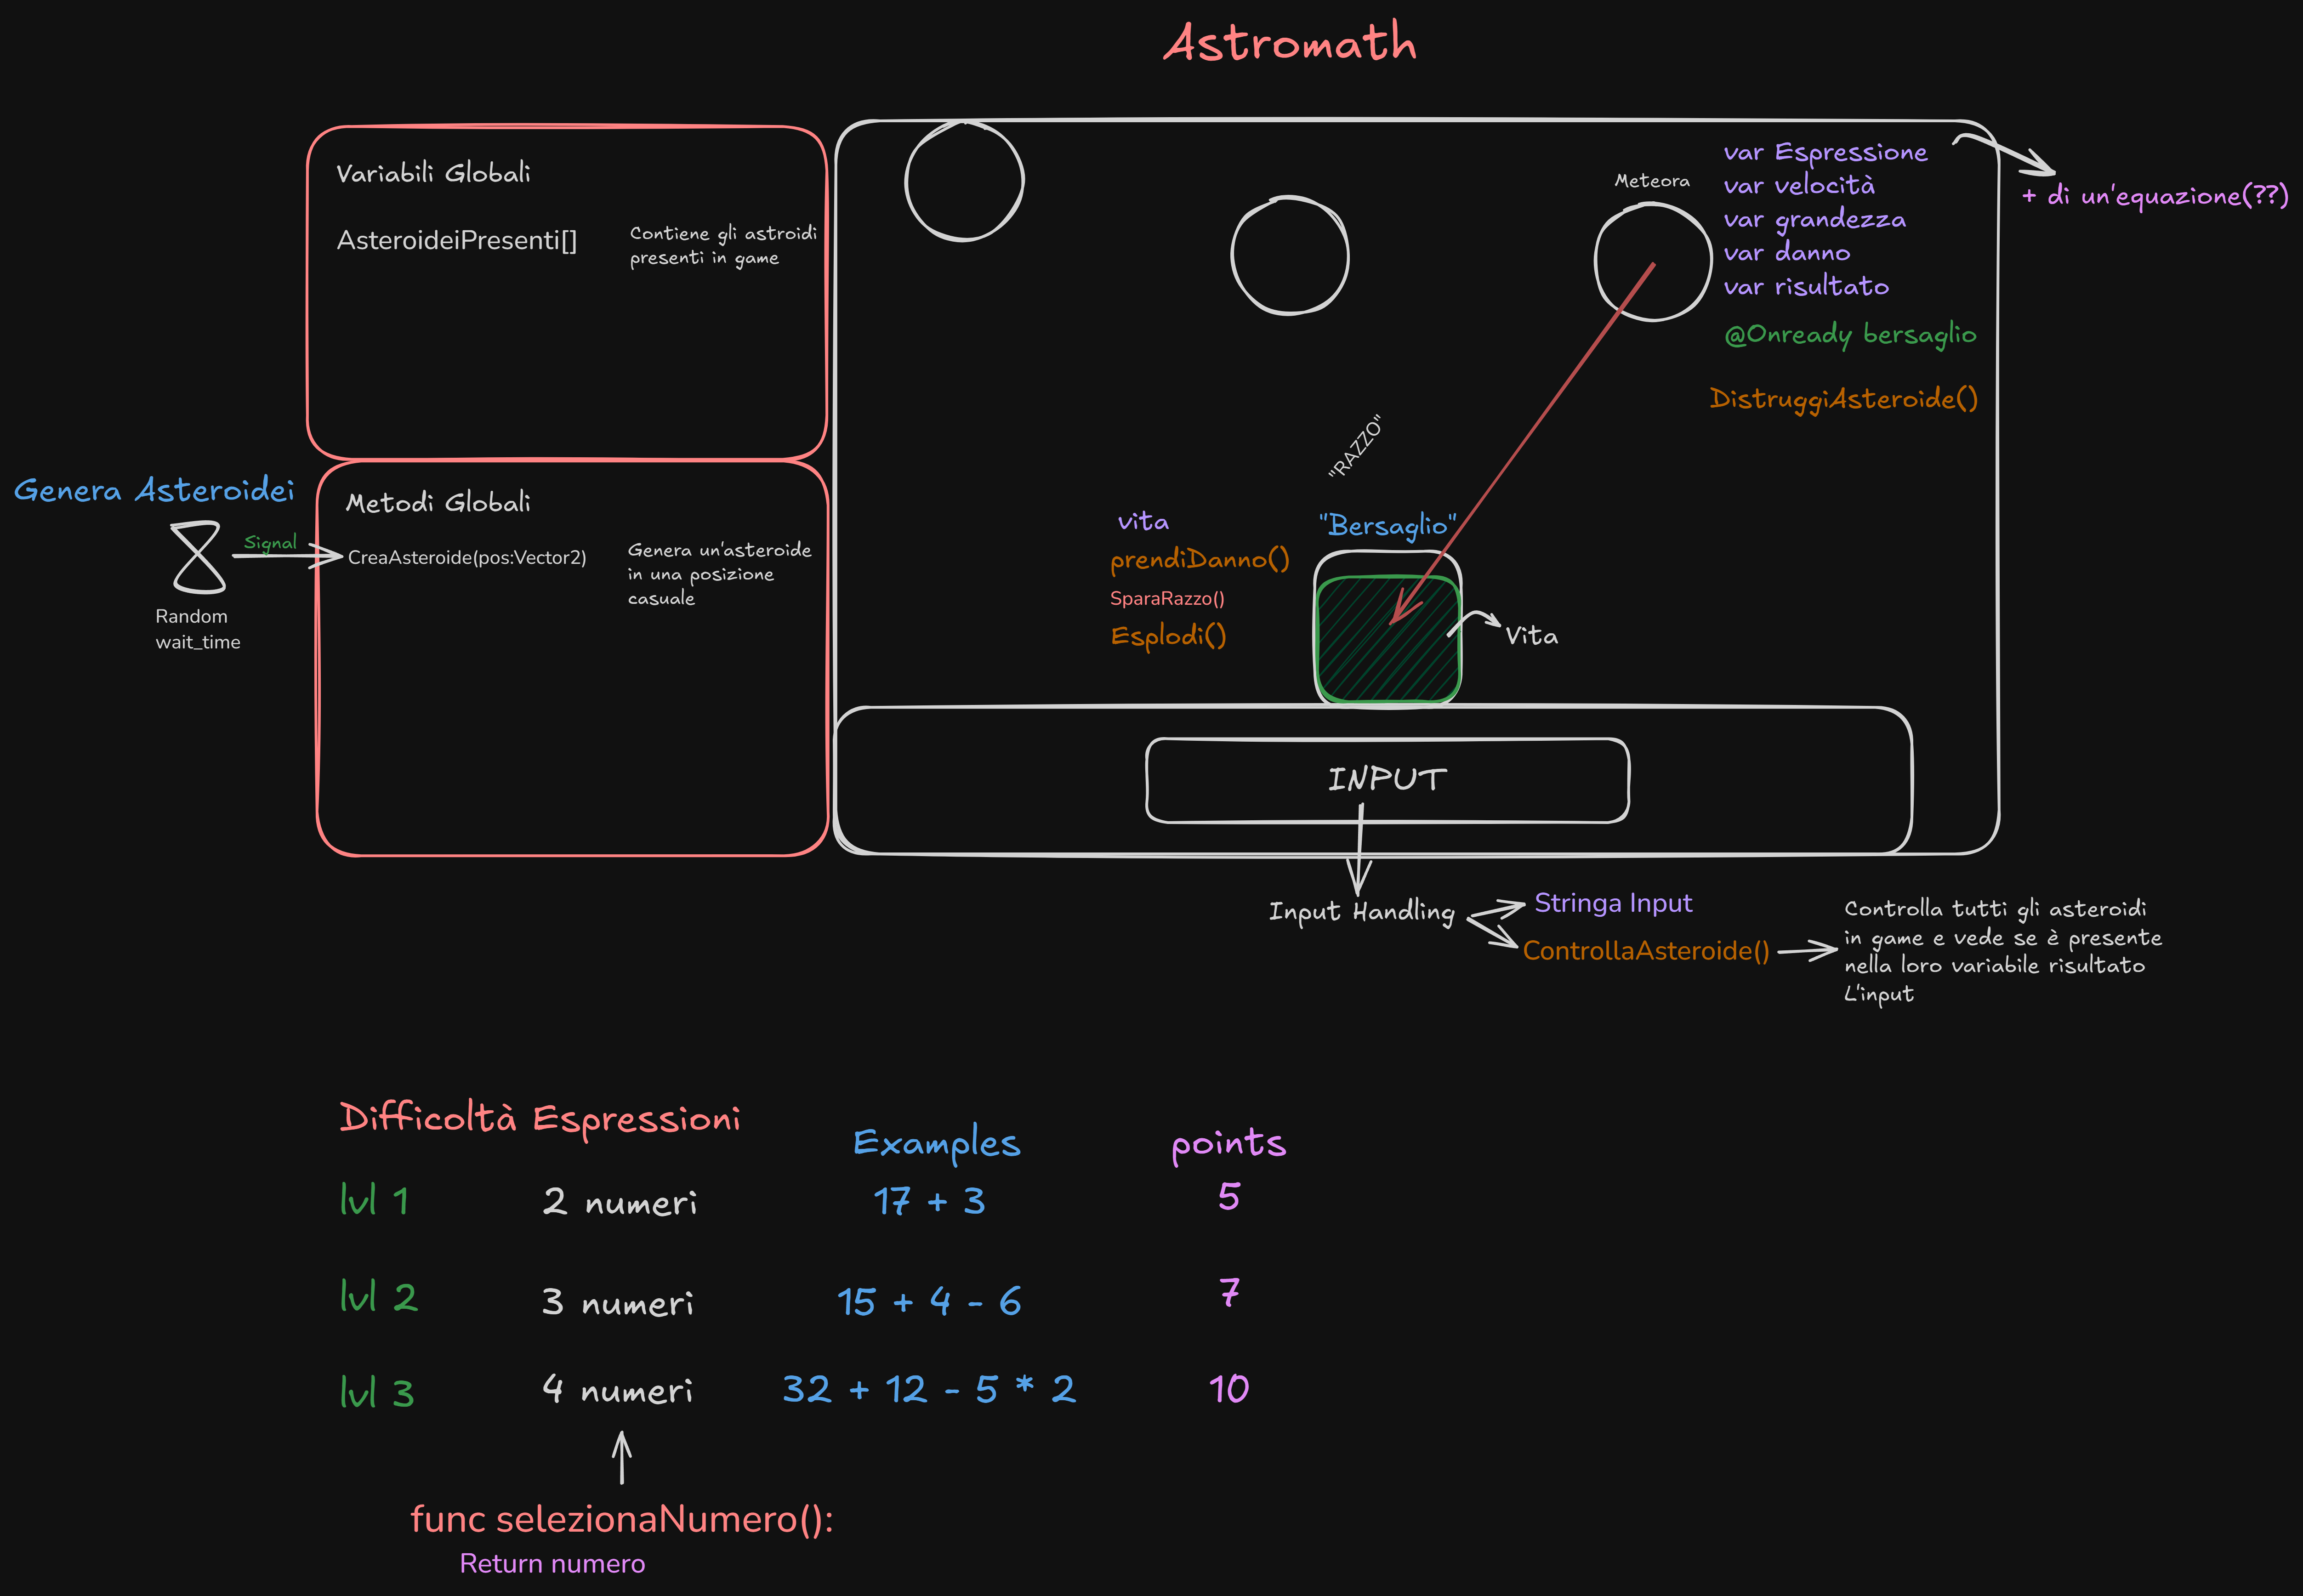 Astromath
Variabili Globali
AsteroideiPresenti[]
Contiene gli astroidi
presenti in game
Genera Asteroidei
Signal
Random
wait_time
Metodi Globali
CreaAsteroide(pos:Vector2)
Genera un'asteroide
in una posizione
casuale
Meteora
var Espressione
var velocità
var grandezza
var danno
var risultato
@Onready bersaglio
DistruggiAsteroide()
+ di un'equazione(??)
"RAZZO"
"Bersaglio"
vita
prendiDanno()
SparaRazzo()
Esplodi()
Vita
INPUT
Input Handling
Stringa Input
ControllaAsteroide()
Controlla tutti gli asteroidi
in game e vede se è presente
nella loro variabile risultato
L'input
Difficoltà Espressioni
Examples
points
lvl 1
2 numeri
17 + 3
5
lvl 2
3 numeri
15 + 4 - 6
7
lvl 3
4 numeri
32 + 12 - 5 * 2
10
func selezionaNumero():
Return numero